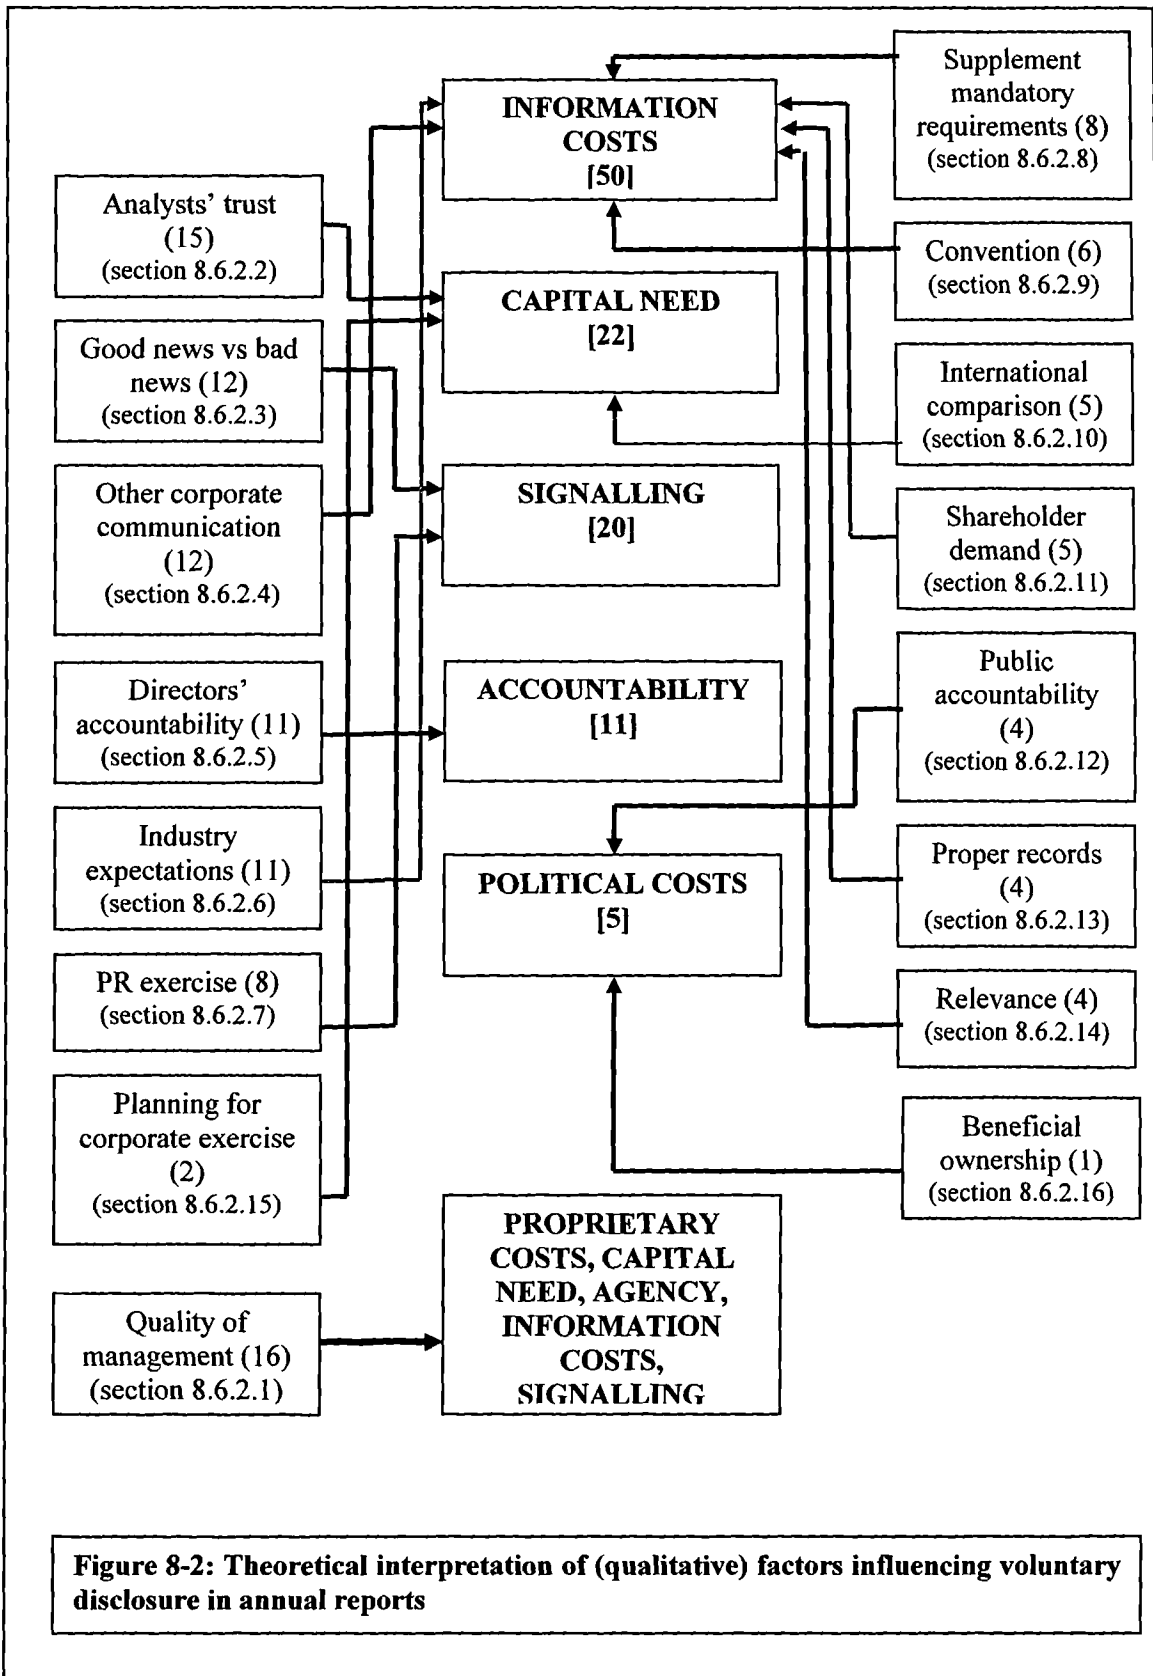 Analysts' trust
(15)
(section 8.6.2.2)
Good news vs bad
news (12)
(section 8.6.2.3)
Other corporate
communication
(12)
(section 8.6.2.4)
Directors'
accountability (11)
(section 8.6.2.5)
Industry
expectations (11)
(section 8.6.2.6)
PR exercise (8)
(section 8.6.2.7)
Planning for
corporate exercise
(2)
(section 8.6.2.15)
Quality of
management (16)
(section 8.6.2.1)
INFORMATION
COSTS
[50]
CAPITAL NEED
[22]
SIGNALLING
[20]
ACCOUNTABILITY
[11]
POLITICAL COSTS
[5]
PROPRIETARY
COSTS, CAPITAL
NEED, AGENCY,
INFORMATION
COSTS,
SIGNALLING
Supplement
mandatory
requirements (8)
(section 8.6.2.8)
Convention (6)
(section 8.6.2.9)
International
comparison (5)
(section 8.6.2.10)
Shareholder
demand (5)
(section 8.6.2.11)
Public
accountability
(4)
(section 8.6.2.12)
Proper records
(4)
(section 8.6.2.13)
Relevance (4)
(section 8.6.2.14)
Beneficial
ownership (1)
(section 8.6.2.16)
Figure 8-2: Theoretical interpretation of (qualitative) factors influencing voluntary
disclosure in annual reports